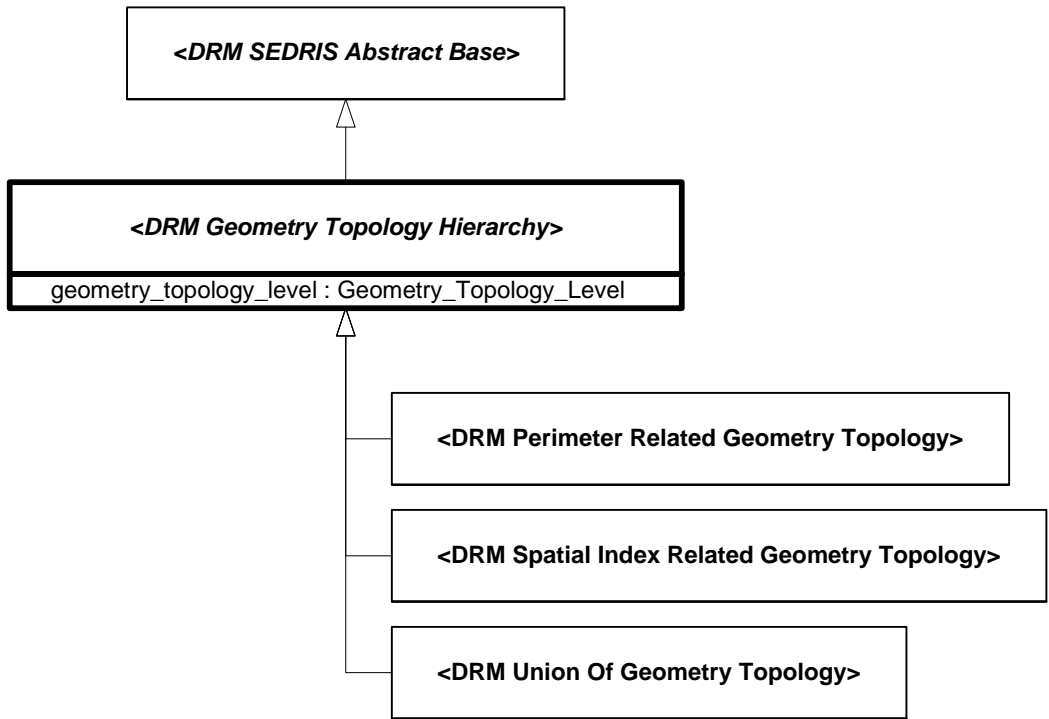 <DRM SEDRIS Abstract Base>
<DRM Geometry Topology Hierarchy>
geometry_topology_level : Geometry_Topology_Level
<DRM Perimeter Related Geometry Topology>
<DRM Spatial Index Related Geometry Topology>
<DRM Union Of Geometry Topology>